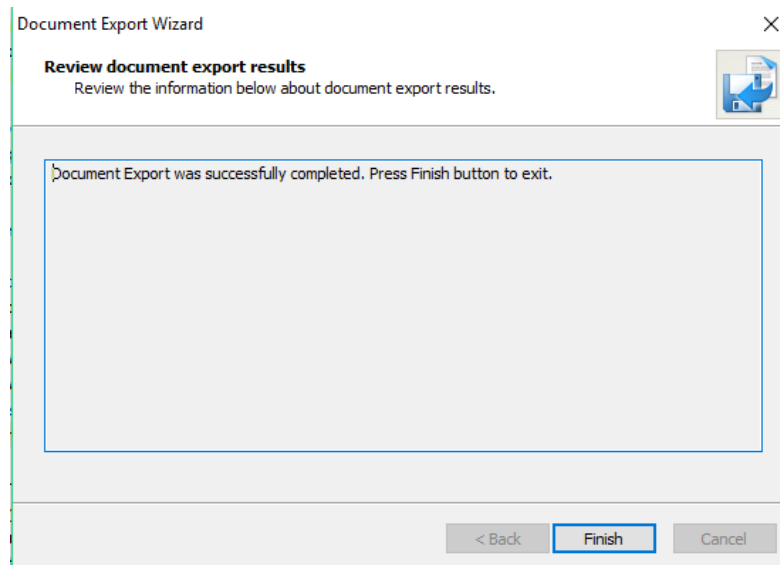 Document Export Wizard
Review document export results
Review the information below about document export results.
Document Export was successfully completed. Press Finish button to exit.
< Back Finish Cancel